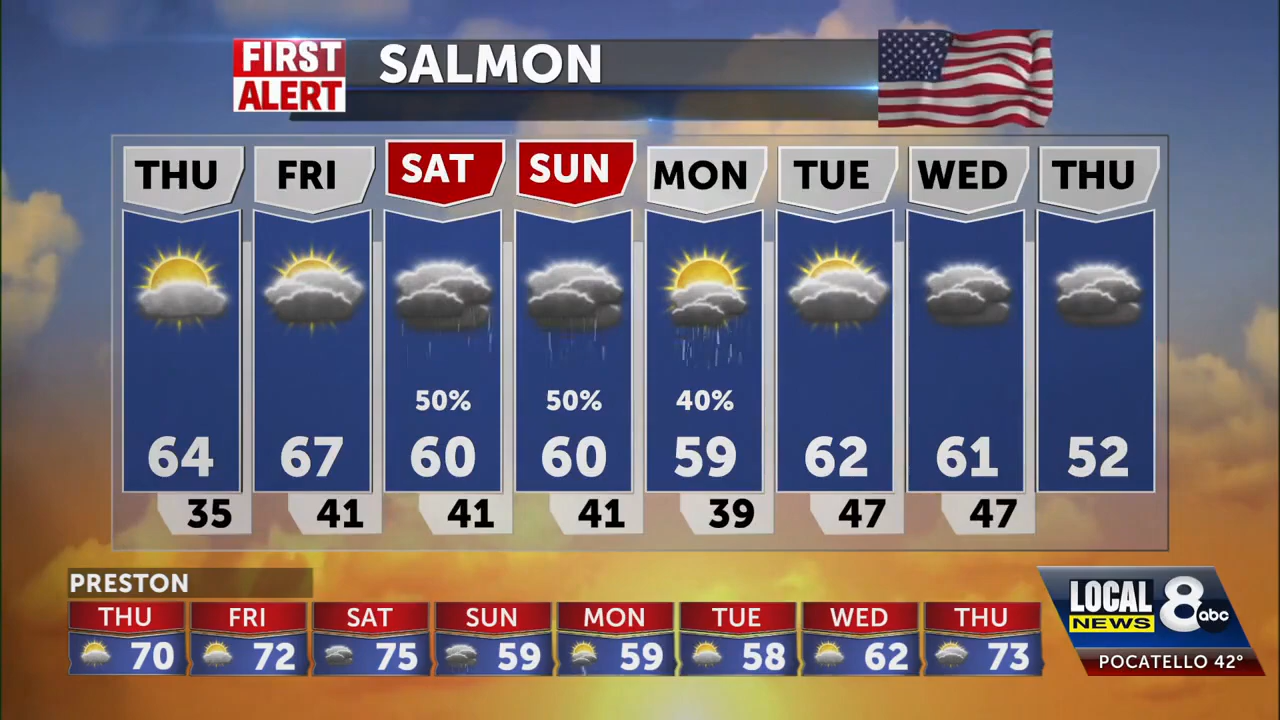 FIRST ALERT
SALMON
THU FRI SAT SUN MON TUE WED THU
50% 50% 40%
64 67 60 60 59 62 61 52
35 41 41 41 39 47 47
PRESTON
THU FRI SAT SUN MON TUE WED THU
70 72 75 59 59 58 62 73
LOCAL NEWS 8 abc
POCATELLO 42°